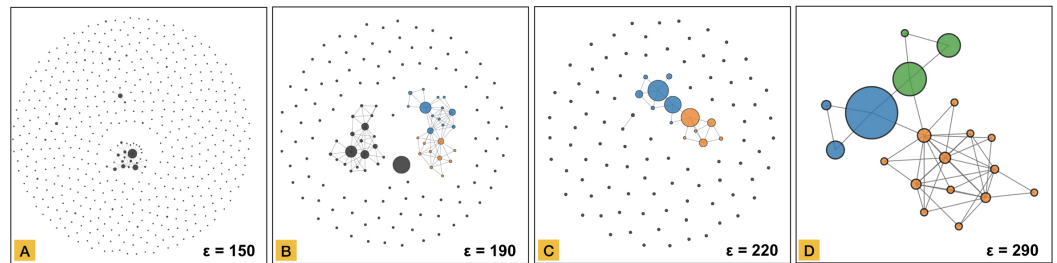 A
ε = 150
B
ε = 190
C
ε = 220
D
ε = 290